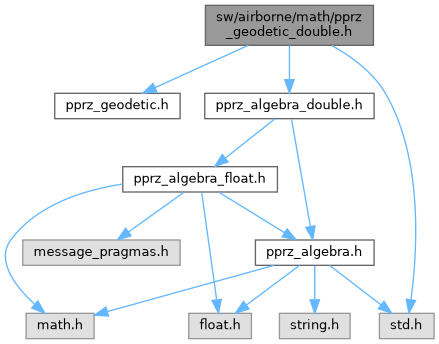 sw/airborne/math/pprz
_geodetic_double.h
pprz_geodetic.h
pprz_algebra_double.h
pprz_algebra_float.h
message_pragmas.h
pprz_algebra.h
math.h
float.h
string.h
std.h